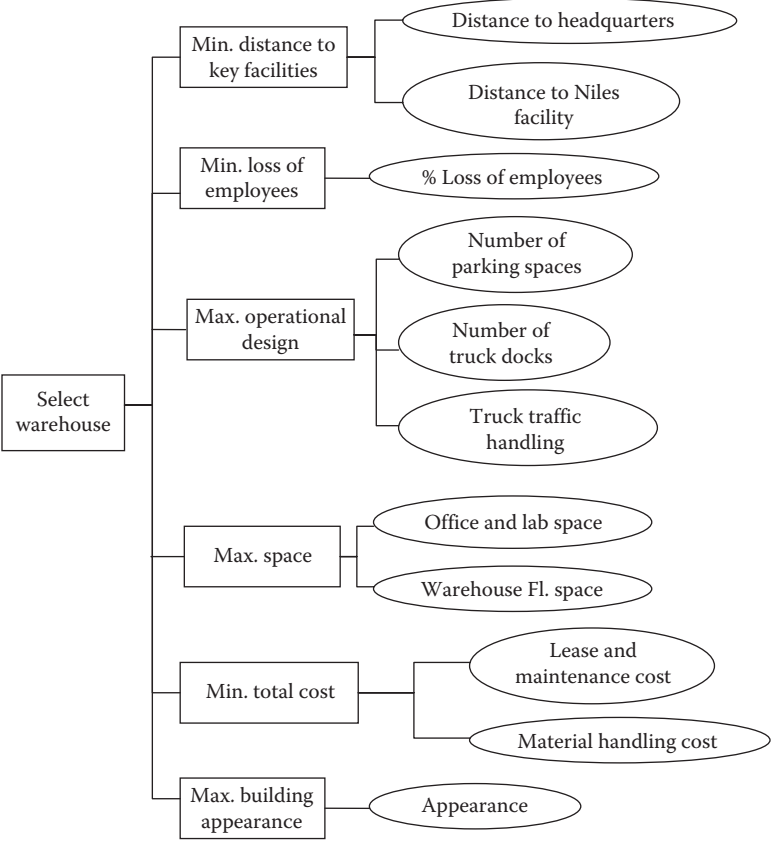 Select
warehouse
Min. distance to
key facilities
Distance to headquarters
Distance to Niles
facility
Min. loss of
employees
% Loss of employees
Max. operational
design
Number of
parking spaces
Number of
truck docks
Truck traffic
handling
Max. space
Office and lab space
Warehouse Fl. space
Min. total cost
Lease and
maintenance cost
Material handling cost
Max. building
appearance
Appearance